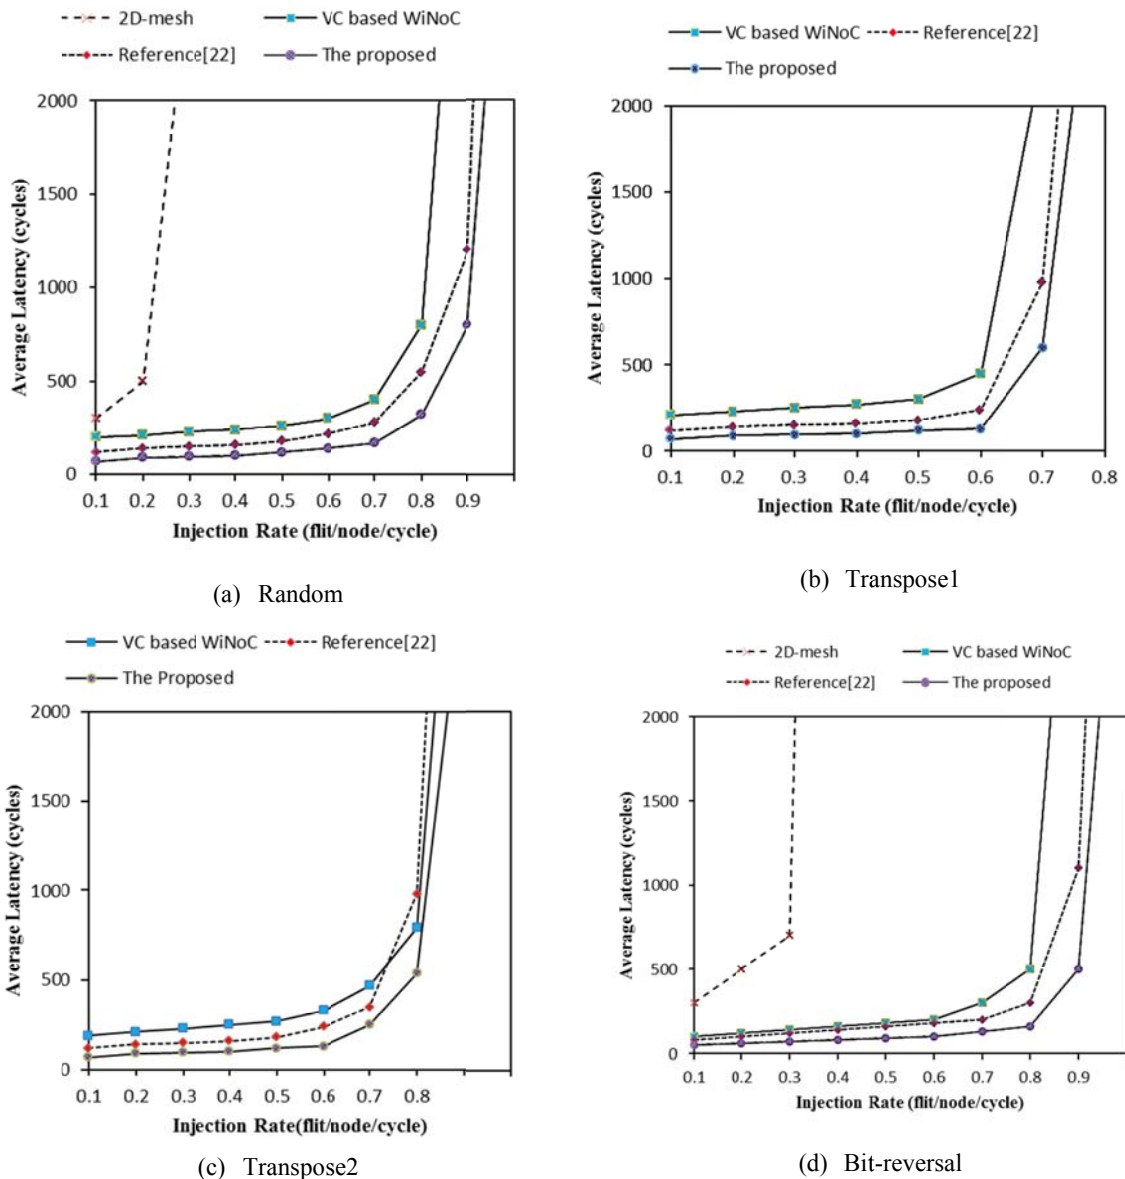 2D-mesh VC based WiNoC
Reference[22] The proposed
2000
1500
1000
500
0
Average Latency (cycles)
0.1 0.2 0.3 0.4 0.5 0.6 0.7 0.8 0.9
Injection Rate (flit/node/cycle)
(a) Random
VC based WiNoC Reference[22]
The proposed
2000
1500
1000
500
0
Average Latency (cycles)
0.1 0.2 0.3 0.4 0.5 0.6 0.7 0.8
Injection Rate (flit/node/cycle)
(b) Transpose1
VC based WiNoC Reference[22]
The Proposed
2000
1500
1000
500
0
Average Latency (cycles)
0.1 0.2 0.3 0.4 0.5 0.6 0.7 0.8
Injection Rate(flit/node/cycle)
(c) Transpose2
2D-mesh VC based WiNoC
Reference[22] The proposed
2000
1500
1000
500
0
Average Latency (cycles)
0.1 0.2 0.3 0.4 0.5 0.6 0.7 0.8 0.9
Injection Rate (flit/node/cycle)
(d) Bit-reversal